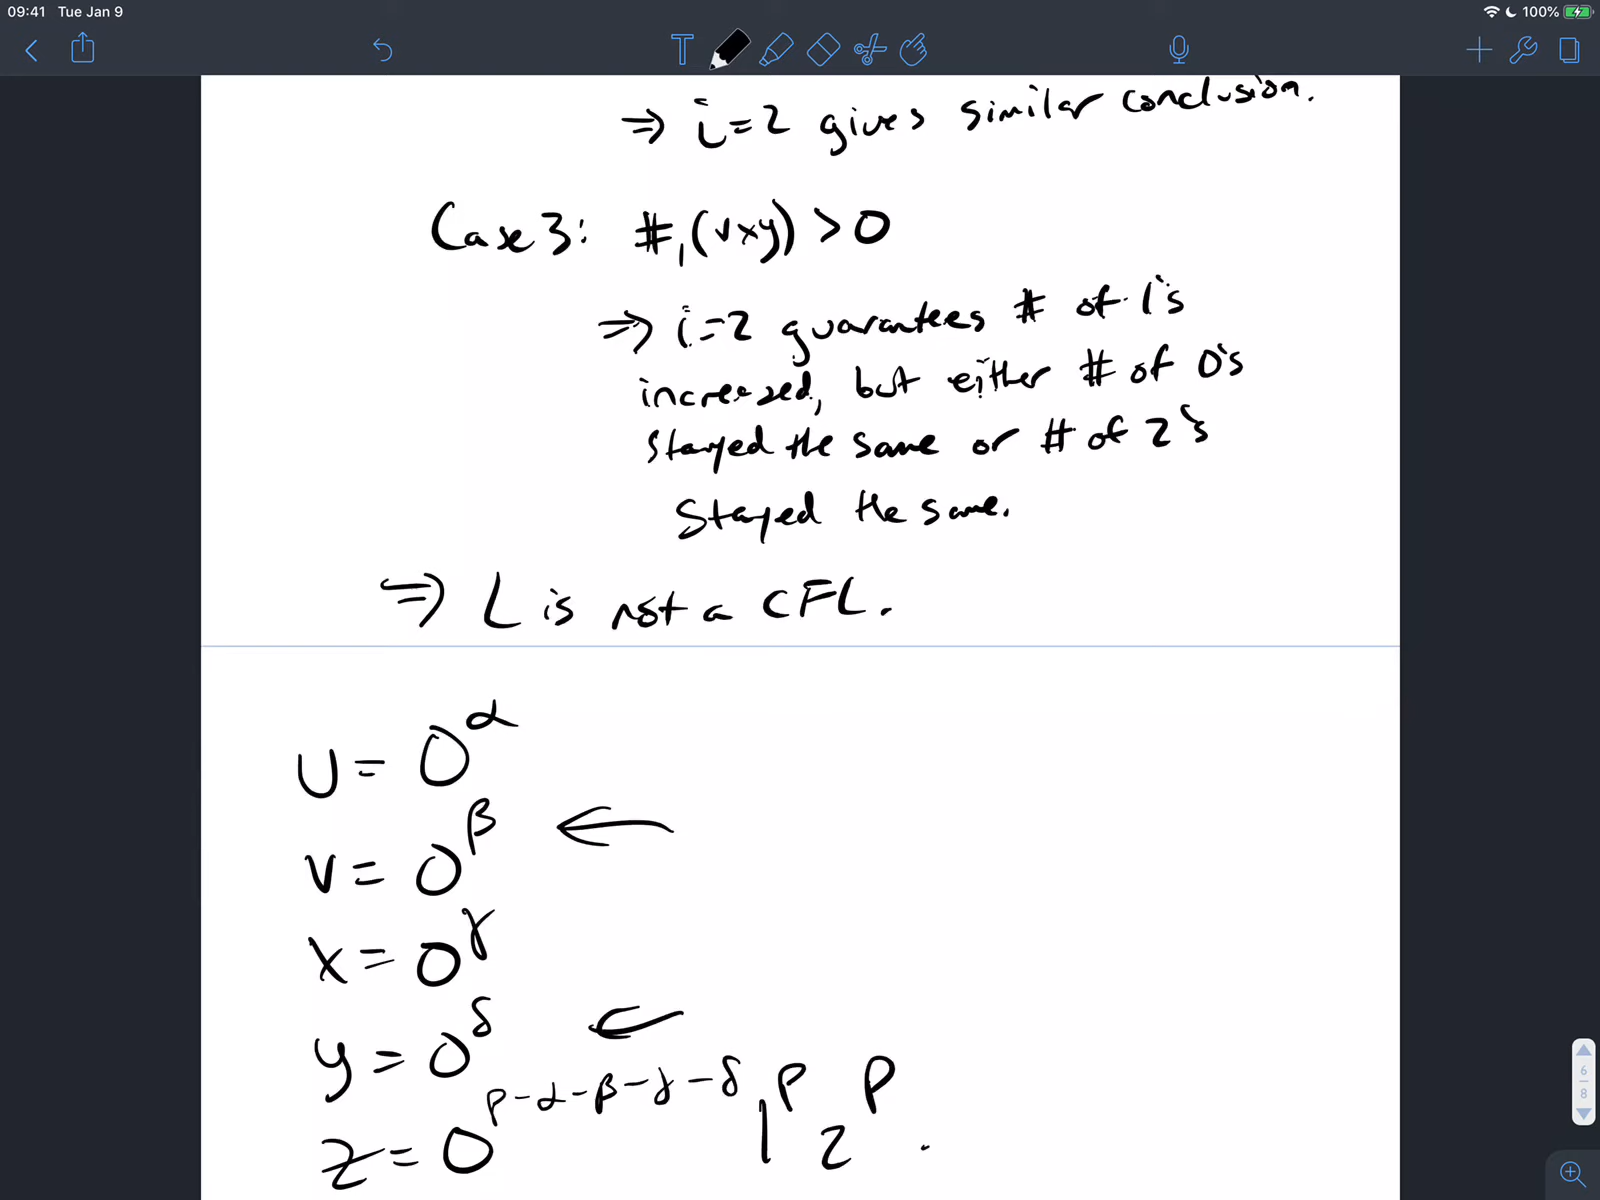 09:41 Tue Jan 9 100%
T
⇒ i=2 gives similar conclusion.
Case 3: #₁(vxy) > 0
⇒ i=2 guarantees # of 1's
increased, but either # of 0's
stayed the same or # of 2's
stayed the same.
⇒ L is not a CFL.
U = 0^α
V = 0^β ←
x = 0^γ
y = 0^δ ←
z = 0^{p-α-β-γ-δ} 1^p 2^p.
6
8